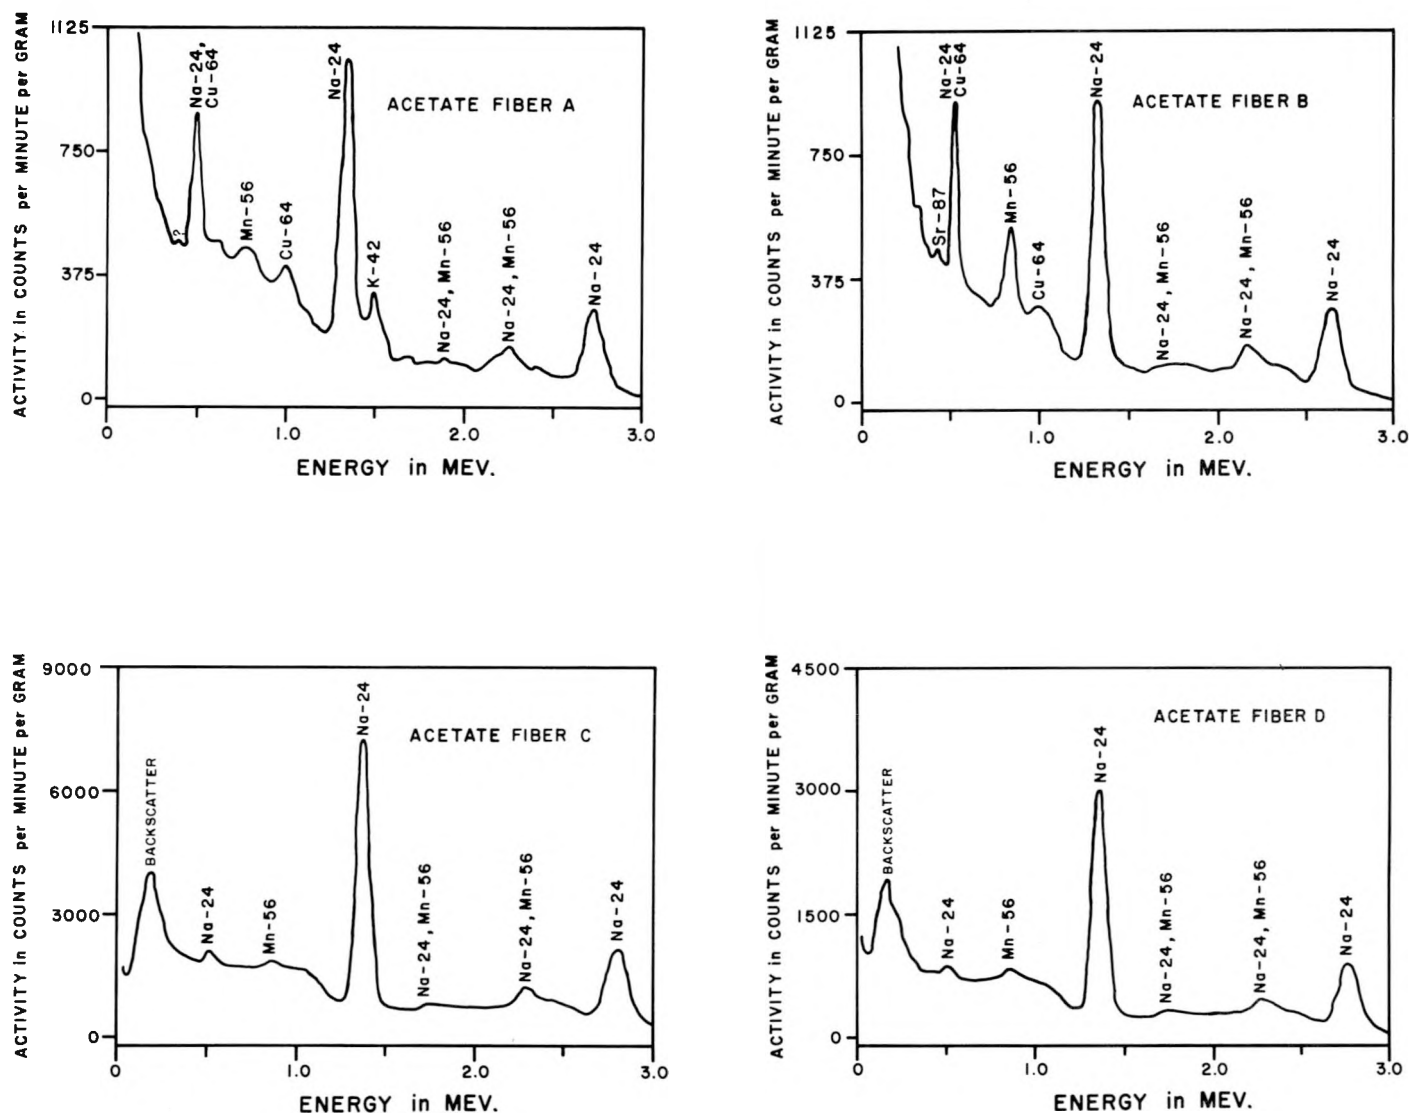 ACTIVITY in COUNTS per MINUTE per GRAM
1125
750
375
0
Na-24,
Cu-64
?
Mn-56
Cu-64
Na-24
K-42
Na-24, Mn-56
Na-24, Mn-56
Na-24
ACETATE FIBER A
0
1.0
2.0
3.0
ENERGY in MEV.
ACTIVITY in COUNTS per MINUTE per GRAM
1125
750
375
0
Sr-87
Na-24
Cu-64
Mn-56
Cu-64
Na-24
Na-24, Mn-56
Na-24, Mn-56
Na-24
ACETATE FIBER B
0
1.0
2.0
3.0
ENERGY in MEV.
ACTIVITY in COUNTS per MINUTE per GRAM
9000
6000
3000
0
BACKSCATTER
Na-24
Mn-56
Na-24
Na-24, Mn-56
Na-24, Mn-56
Na-24
ACETATE FIBER C
0
1.0
2.0
3.0
ENERGY in MEV.
ACTIVITY in COUNTS per MINUTE per GRAM
4500
3000
1500
0
BACKSCATTER
Na-24
Mn-56
Na-24
Na-24, Mn-56
Na-24, Mn-56
Na-24
ACETATE FIBER D
0
1.0
2.0
3.0
ENERGY in MEV.